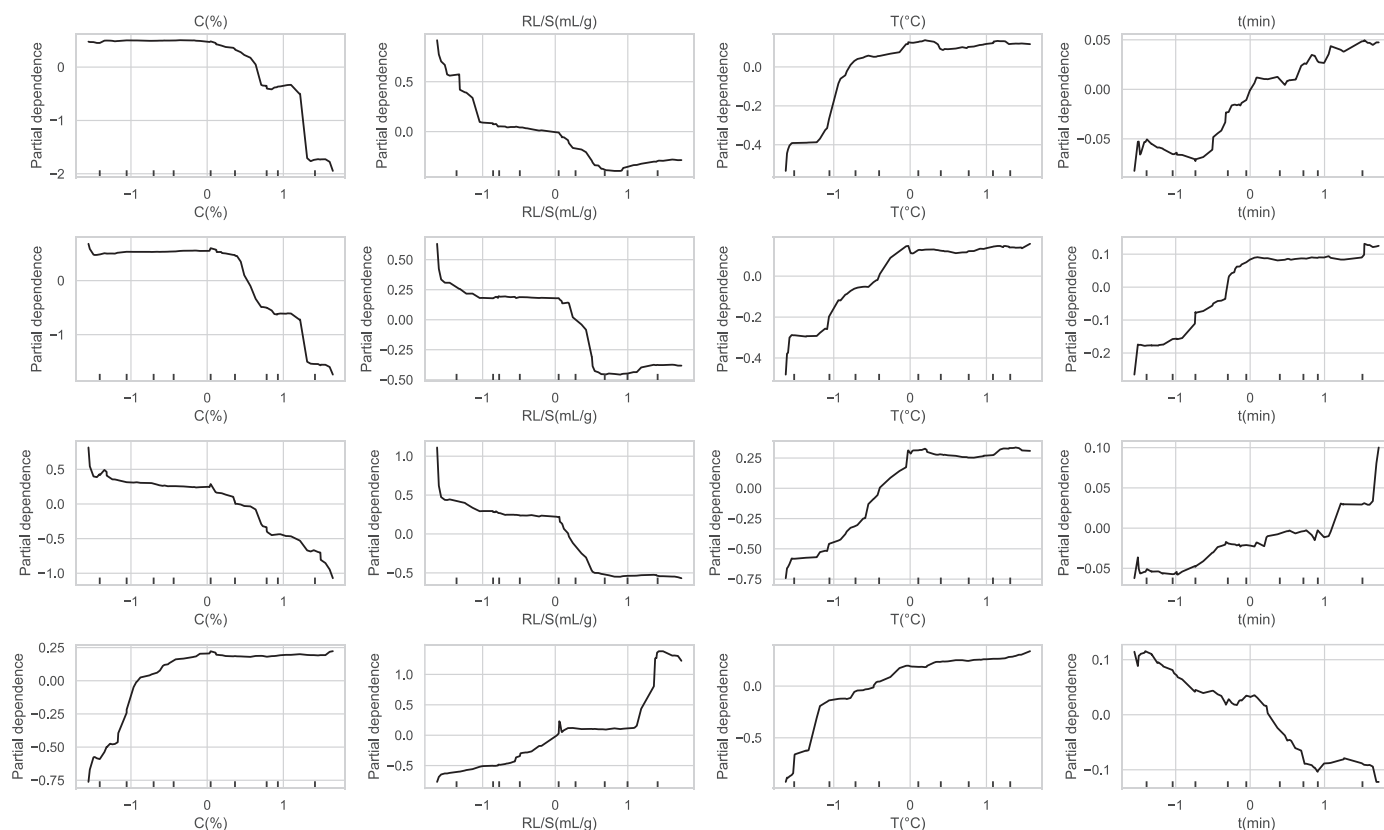 C(%) RL/S(mL/g) T(°C) t(min)
Partial dependence Partial dependence Partial dependence Partial dependence
0 0.5 0.0 0.05
−1 0.0 −0.2 0.00
−2 −0.4 −0.05
−1 0 1 −1 0 1 −1 0 1 −1 0 1
C(%) RL/S(mL/g) T(°C) t(min)
Partial dependence Partial dependence Partial dependence Partial dependence
0 0.50 0.0 0.1
−1 0.25 −0.2 0.0
0.00 −0.4 −0.1
−0.25 −0.2
−0.50
−1 0 1 −1 0 1 −1 0 1 −1 0 1
C(%) RL/S(mL/g) T(°C) t(min)
Partial dependence Partial dependence Partial dependence Partial dependence
0.5 1.0 0.25 0.10
0.0 0.5 0.00 0.05
−0.5 0.0 −0.25 0.00
−1.0 −0.5 −0.50 −0.05
−0.75
−1 0 1 −1 0 1 −1 0 1 −1 0 1
C(%) RL/S(mL/g) T(°C) t(min)
Partial dependence Partial dependence Partial dependence Partial dependence
0.25 1.0 0.0 0.1
0.00 0.5 −0.5 0.0
−0.25 0.0 −0.1
−0.50 −0.5
−0.75
−1 0 1 −1 0 1 −1 0 1 −1 0 1
C(%) RL/S(mL/g) T(°C) t(min)